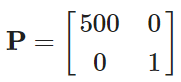 P = [ 500 0
0 1 ]